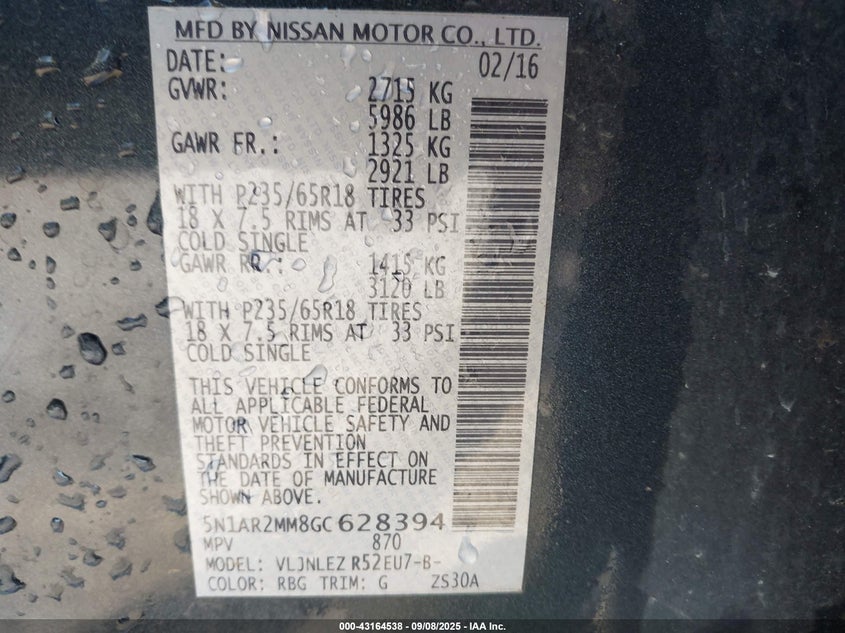 MFD BY NISSAN MOTOR CO., LTD.
DATE: 02/16
GVWR: 2715 KG
5986 LB
GAWR FR.: 1325 KG
2921 LB
WITH P235/65R18 TIRES
18 X 7.5 RIMS AT 33 PSI
COLD SINGLE
GAWR RR.: 1415 KG
3120 LB
WITH P235/65R18 TIRES
18 X 7.5 RIMS AT 33 PSI
COLD SINGLE
THIS VEHICLE CONFORMS TO
ALL APPLICABLE FEDERAL
MOTOR VEHICLE SAFETY AND
THEFT PREVENTION
STANDARDS IN EFFECT ON
THE DATE OF MANUFACTURE
SHOWN ABOVE.
5N1AR2MM8GC628394
MPV 870
MODEL: VLJNLEZ R52EU7-B-
COLOR: RBG TRIM: G ZS30A
000-43164538 - 09/08/2025 - IAA Inc.